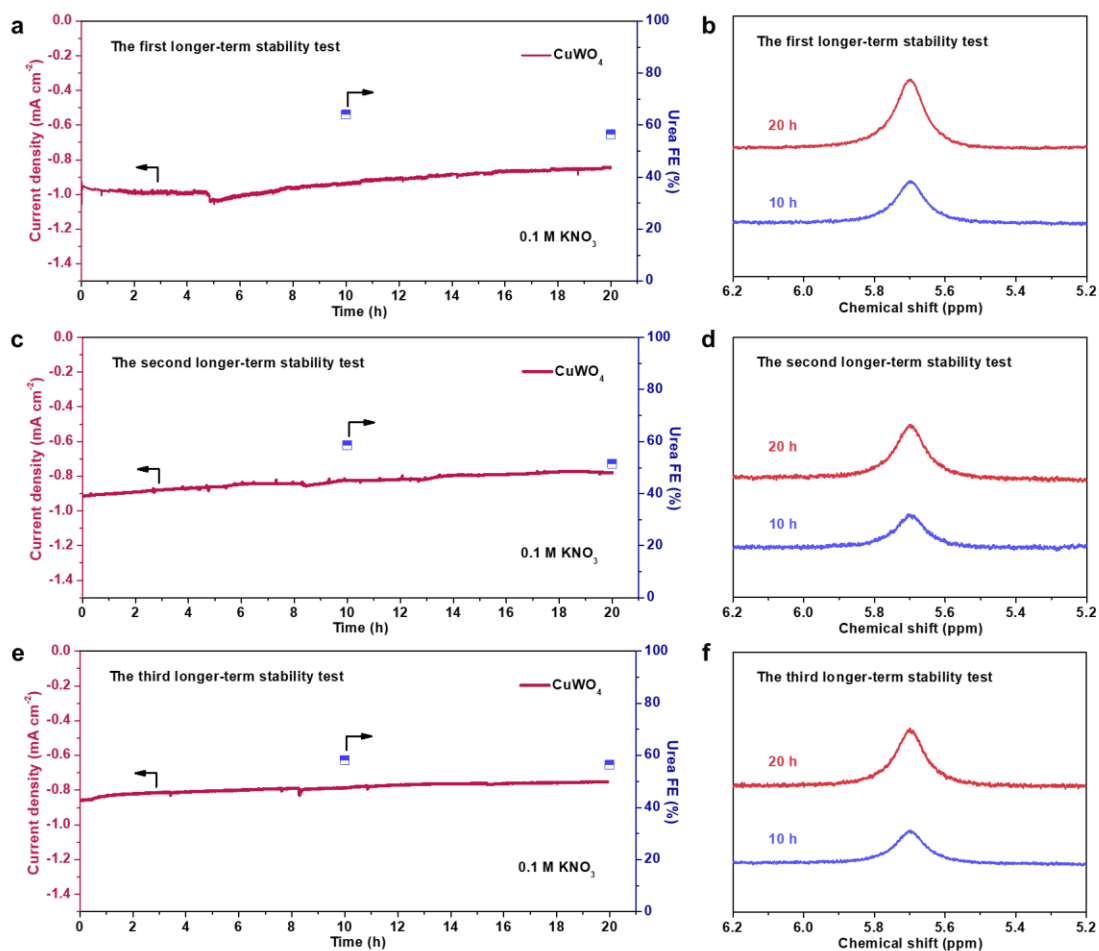 a
The first longer-term stability test
CuWO4
0.1 M KNO3
Current density (mA cm-2)
0.0
-0.2
-0.4
-0.6
-0.8
-1.0
-1.2
-1.4
0 2 4 6 8 10 12 14 16 18 20
Time (h)
100
80
60
40
20
0
Urea FE (%)
b
The first longer-term stability test
20 h
10 h
6.2 6.0 5.8 5.6 5.4 5.2
Chemical shift (ppm)
c
The second longer-term stability test
CuWO4
0.1 M KNO3
Current density (mA cm-2)
0.0
-0.2
-0.4
-0.6
-0.8
-1.0
-1.2
-1.4
0 2 4 6 8 10 12 14 16 18 20
Time (h)
100
80
60
40
20
0
Urea FE (%)
d
The second longer-term stability test
20 h
10 h
6.2 6.0 5.8 5.6 5.4 5.2
Chemical shift (ppm)
e
The third longer-term stability test
CuWO4
0.1 M KNO3
Current density (mA cm-2)
0.0
-0.2
-0.4
-0.6
-0.8
-1.0
-1.2
-1.4
0 2 4 6 8 10 12 14 16 18 20
Time (h)
100
80
60
40
20
0
Urea FE (%)
f
The third longer-term stability test
20 h
10 h
6.2 6.0 5.8 5.6 5.4 5.2
Chemical shift (ppm)